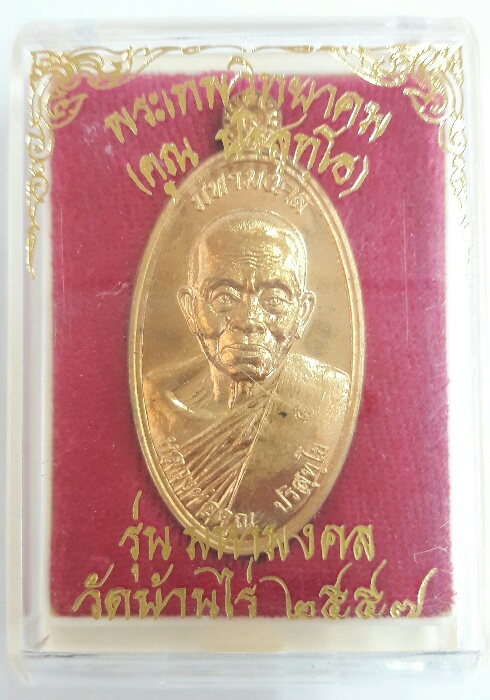 พระเทพวิทยาคม
(คูณ ปริสุทฺโธ)
มหามงคล
หลวงพ่อคูณ ปริสุทฺโธ
รุ่น มหามงคล
วัดบ้านไร่ ๒๕๕๗